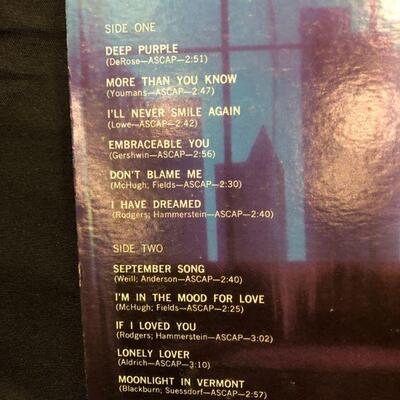 SIDE ONE
DEEP PURPLE
(DeRose—ASCAP—2:51)
MORE THAN YOU KNOW
(Youmans—ASCAP—2:47)
I'LL NEVER SMILE AGAIN
(Lowe—ASCAP—2:42)
EMBRACEABLE YOU
(Gershwin—ASCAP—2:56)
DON'T BLAME ME
(McHugh; Fields—ASCAP—2:30)
I HAVE DREAMED
(Rodgers; Hammerstein—ASCAP—2:40)
SIDE TWO
SEPTEMBER SONG
(Weill; Anderson—ASCAP—2:40)
I'M IN THE MOOD FOR LOVE
(McHugh; Fields—ASCAP—2:25)
IF I LOVED YOU
(Rodgers; Hammerstein—ASCAP—3:02)
LONELY LOVER
(Aldrich—ASCAP—3:10)
MOONLIGHT IN VERMONT
(Blackburn; Suessdorf—ASCAP—2:57)